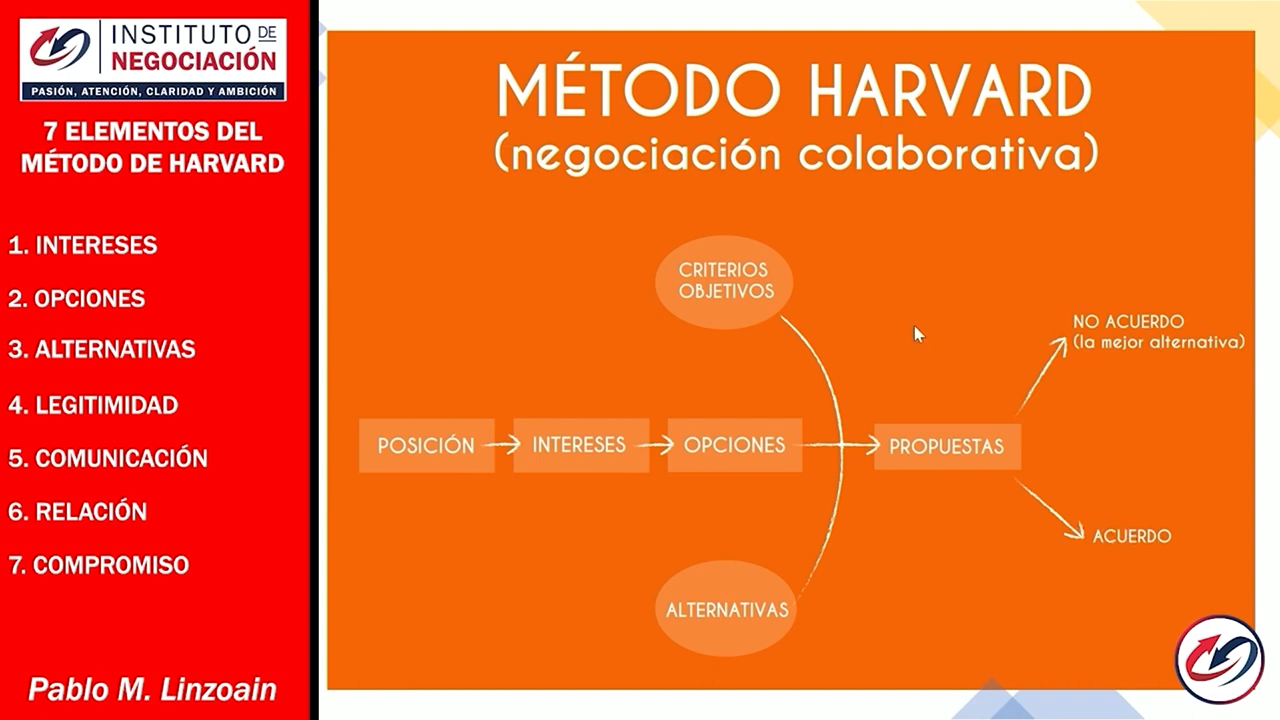 INSTITUTO DE
NEGOCIACIÓN
PASIÓN, ATENCIÓN, CLARIDAD Y AMBICIÓN
7 ELEMENTOS DEL
MÉTODO DE HARVARD
1. INTERESES
2. OPCIONES
3. ALTERNATIVAS
4. LEGITIMIDAD
5. COMUNICACIÓN
6. RELACIÓN
7. COMPROMISO
Pablo M. Linzoain
MÉTODO HARVARD
(negociación colaborativa)
CRITERIOS
OBJETIVOS
NO ACUERDO
(la mejor alternativa)
POSICIÓN
INTERESES
OPCIONES
PROPUESTAS
ACUERDO
ALTERNATIVAS